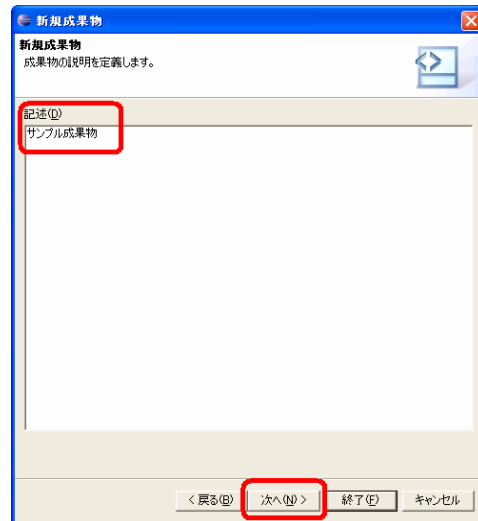 新規成果物
新規成果物
成果物の説明を定義します。
記述(D)
サンプル成果物
< 戻る(B) 次へ(N) > 終了(F) キャンセル